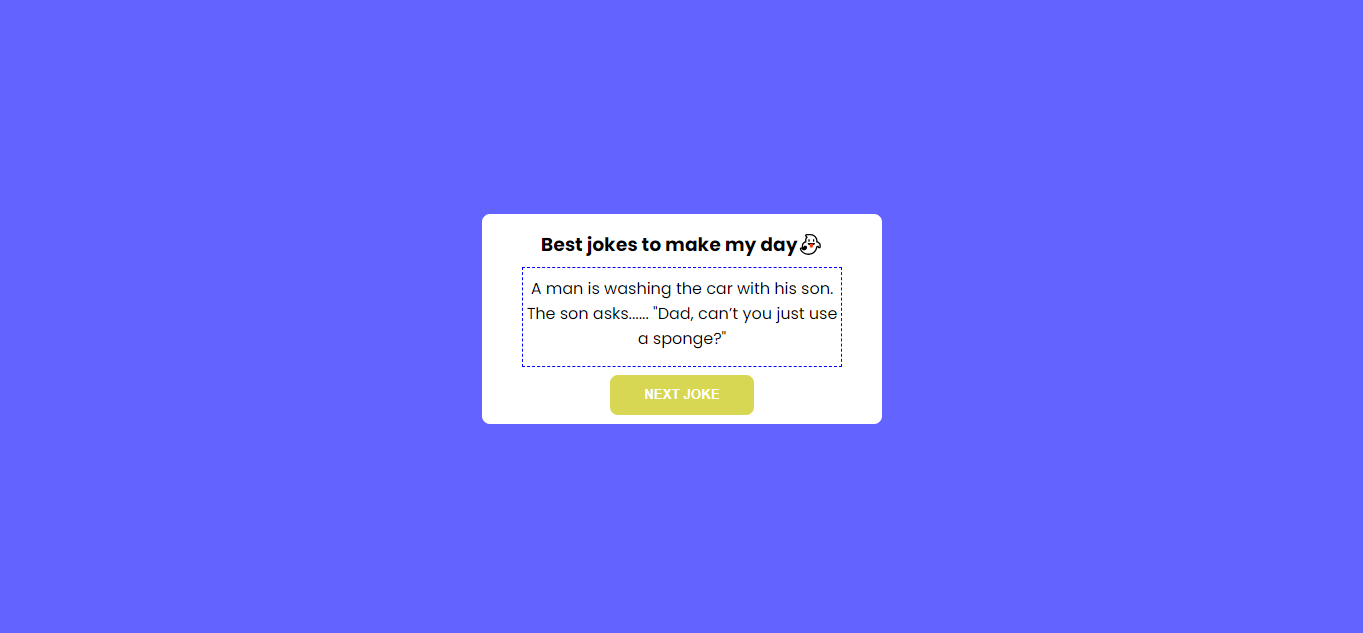 Best jokes to make my day👻
A man is washing the car with his son.
The son asks...... "Dad, can’t you just use
a sponge?"
NEXT JOKE